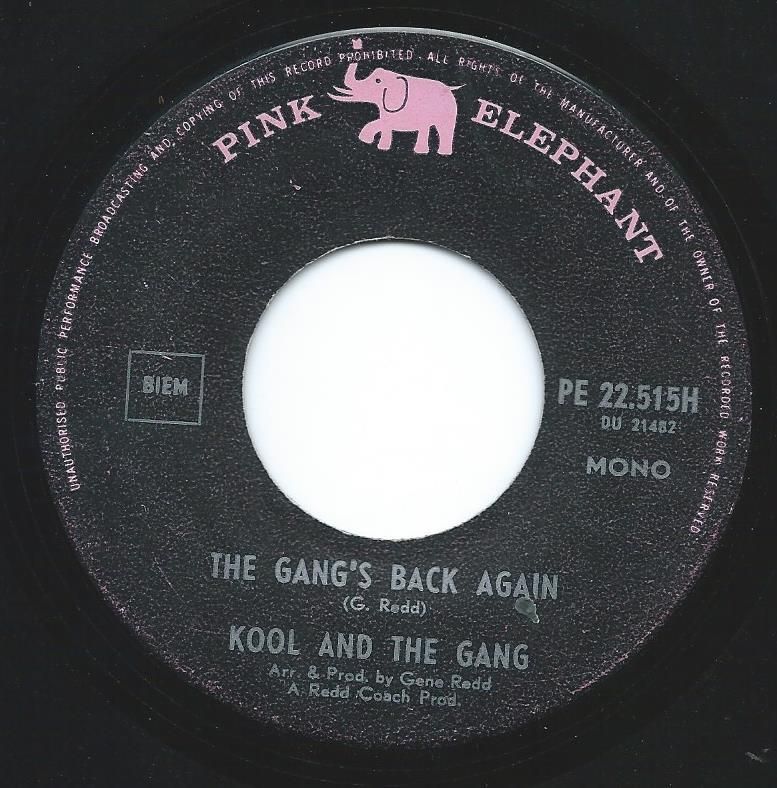 UNAUTHORISED PUBLIC PERFORMANCE BROADCASTING AND COPYING OF THIS RECORD PROHIBITED. ALL RIGHTS OF THE MANUFACTURER AND OF THE OWNER OF THE RECORDED WORK RESERVED
PINK ELEPHANT
BIEM
PE 22.515H
DU 21482
MONO
THE GANG'S BACK AGAIN
(G. Redd)
KOOL AND THE GANG
Arr. & Prod. by Gene Redd
A Redd Coach Prod.